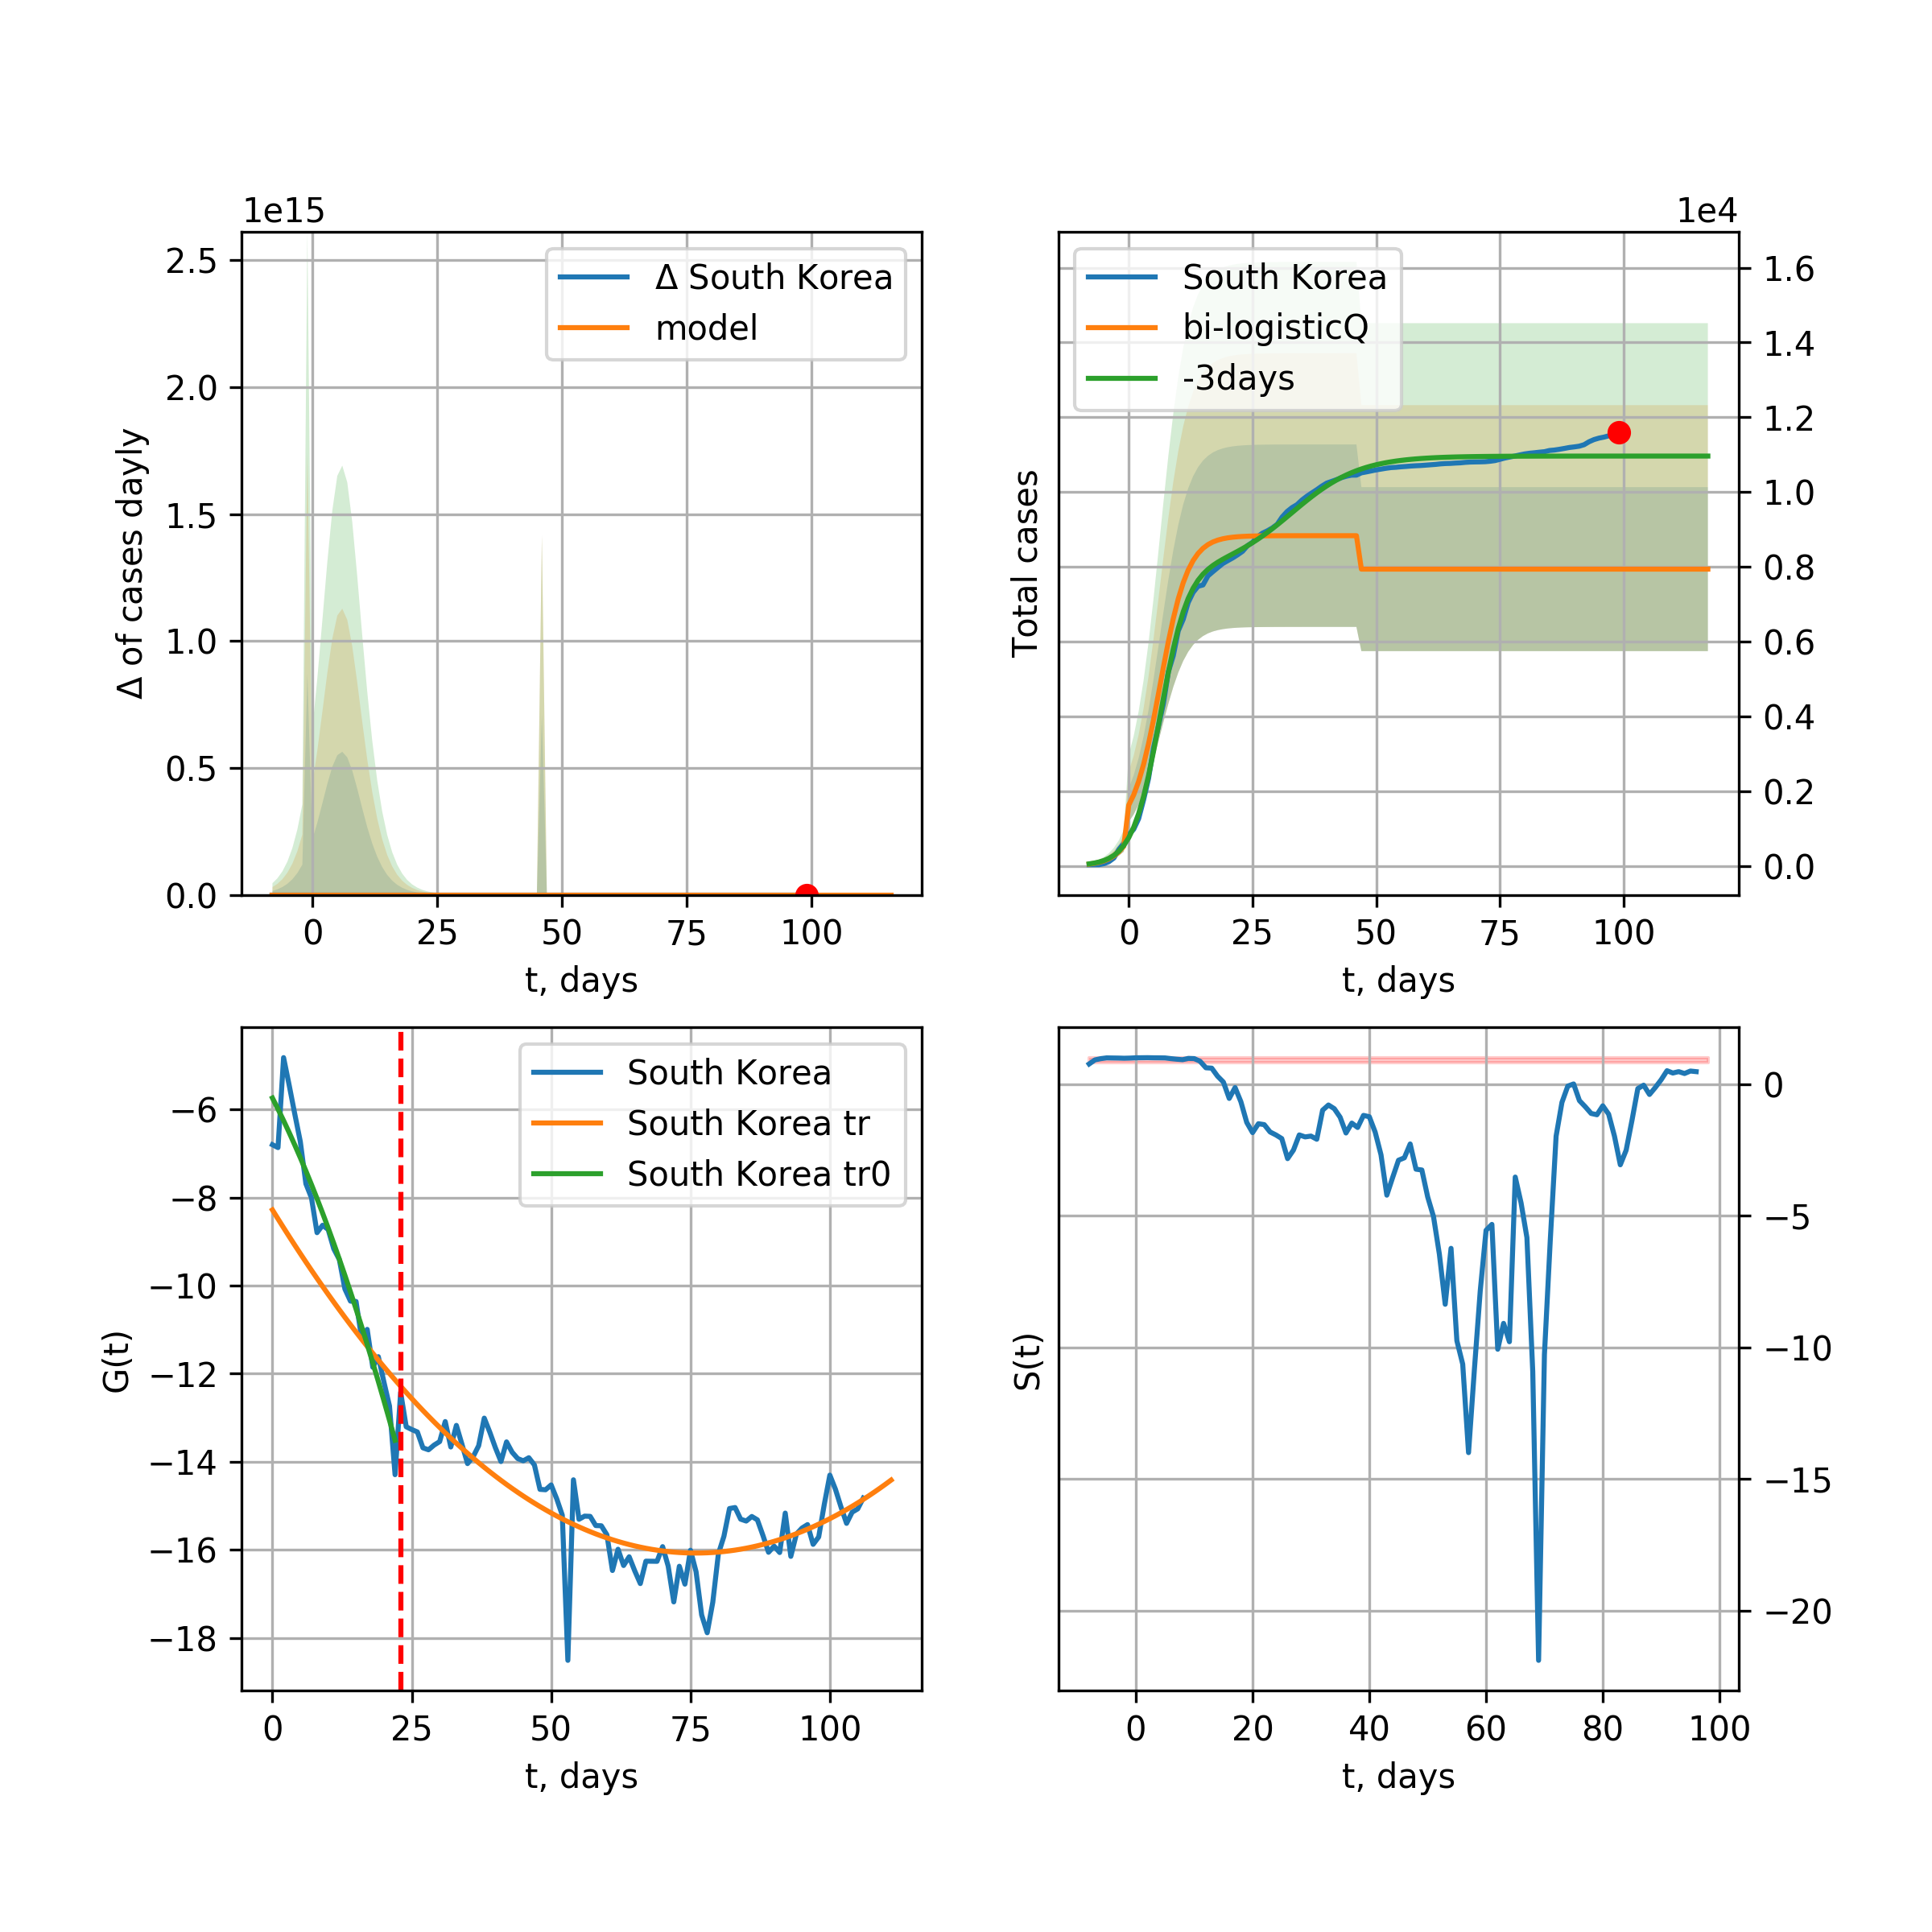 1e15
2.5
2.0
1.5
1.0
0.5
0.0
Δ of cases dayly
Δ South Korea
model
0 25 50 75 100
t, days
1e4
South Korea
bi-logisticQ
-3days
Total cases
1.6
1.4
1.2
1.0
0.8
0.6
0.4
0.2
0.0
0 25 50 75 100
t, days
South Korea
South Korea tr
South Korea tr0
G(t)
−6
−8
−10
−12
−14
−16
−18
0 25 50 75 100
t, days
S(t)
0
−5
−10
−15
−20
0 20 40 60 80 100
t, days